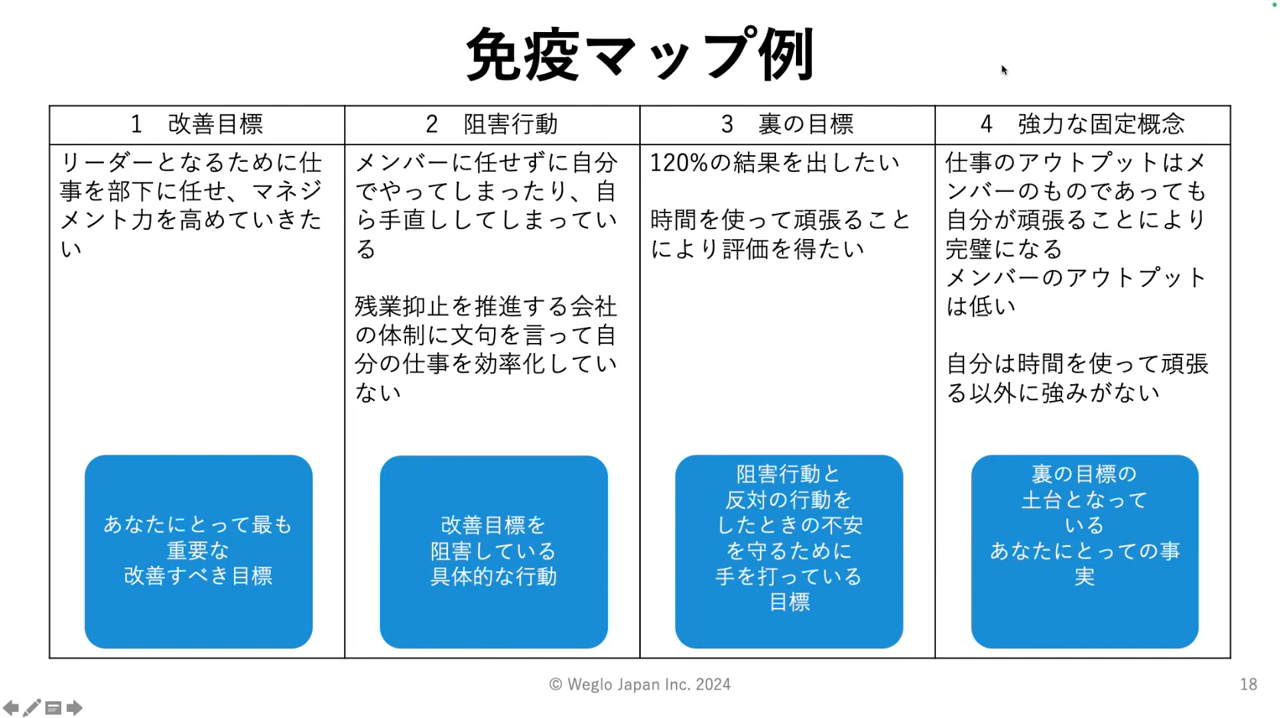 免疫マップ例
1　改善目標
2　阻害行動
3　裏の目標
4　強力な固定概念
リーダーとなるために仕
事を部下に任せ、マネジ
メント力を高めていきた
い
メンバーに任せずに自分
でやってしまったり、自
ら手直ししてしまってい
る
残業抑止を推進する会社
の体制に文句を言って自
分の仕事を効率化してい
ない
120%の結果を出したい
時間を使って頑張ること
により評価を得たい
仕事のアウトプットはメ
ンバーのものであっても
自分が頑張ることにより
完璧になる
メンバーのアウトプット
は低い
自分は時間を使って頑張
る以外に強みがない
あなたにとって最も
重要な
改善すべき目標
改善目標を
阻害している
具体的な行動
阻害行動と
反対の行動を
したときの不安
を守るために
手を打っている
目標
裏の目標の
土台となって
いる
あなたにとっての事
実
© Weglo Japan Inc. 2024
18